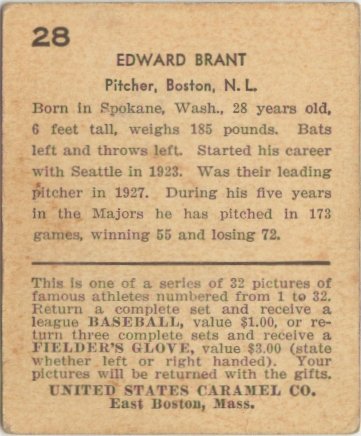 28
EDWARD BRANT
Pitcher, Boston, N. L.
Born in Spokane, Wash., 28 years old,
6 feet tall, weighs 185 pounds. Bats
left and throws left. Started his career
with Seattle in 1923. Was their leading
pitcher in 1927. During his five years
in the Majors he has pitched in 173
games, winning 55 and losing 72.
This is one of a series of 32 pictures of
famous athletes numbered from 1 to 32.
Return a complete set and receive a
league BASEBALL, value $1.00, or re-
turn three complete sets and receive a
FIELDER'S GLOVE, value $3.00 (state
whether left or right handed). Your
pictures will be returned with the gifts.
UNITED STATES CARAMEL CO.
East Boston, Mass.